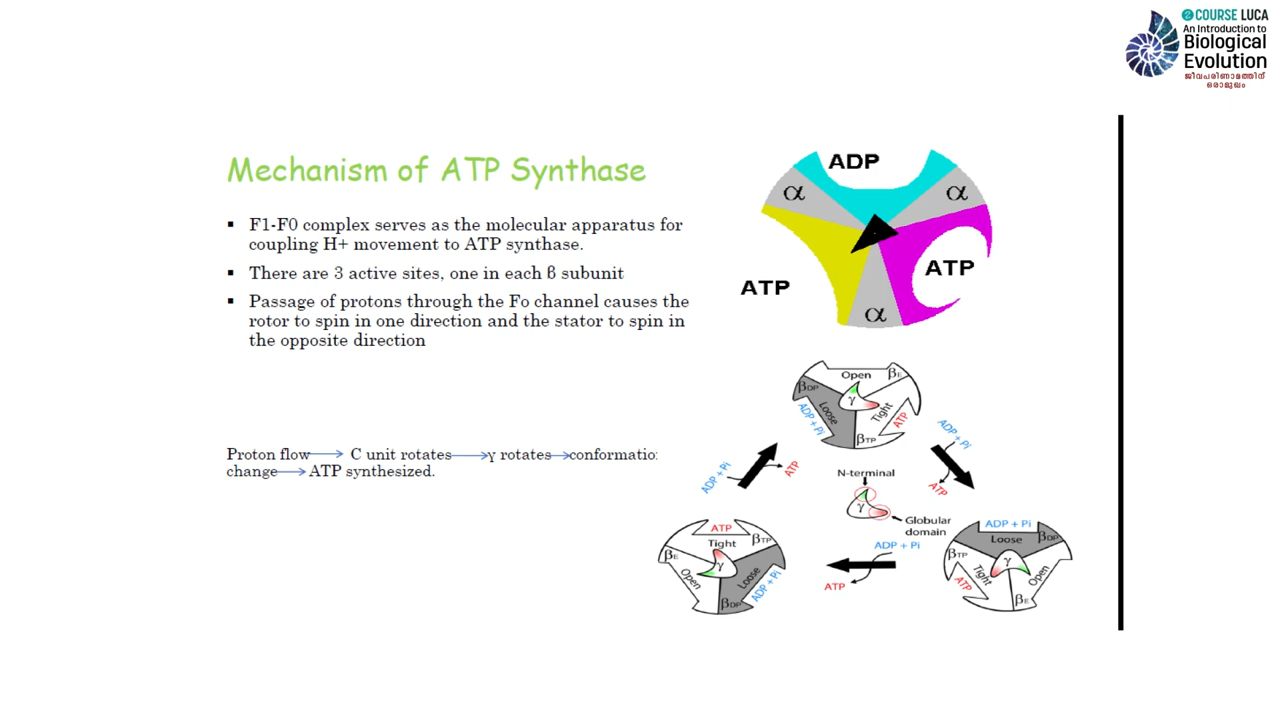 COURSE LUCA
An Introduction to
Biological
Evolution
ജീവപരിണാമത്തിന്
ഒരാമുഖം
Mechanism of ATP Synthase
▪ F1-F0 complex serves as the molecular apparatus for
coupling H+ movement to ATP synthase.
▪ There are 3 active sites, one in each β subunit
▪ Passage of protons through the Fo channel causes the
rotor to spin in one direction and the stator to spin in
the opposite direction
Proton flow → C unit rotates → γ rotates → conformatio
change → ATP synthesized.
ADP
α
α
ATP
ATP
α
Open
βE
βDP
Loose
ADP + Pi
γ
Tight
ATP
βTP
ADP + Pi
ATP
ADP + Pi
ATP
N-terminal
γ
Globular
domain
ADP + Pi
ATP
ATP
Tight
βTP
βE
Open
γ
Loose
ADP + Pi
βDP
ADP + Pi
Loose
βDP
βTP
Tight
ATP
γ
Open
βE